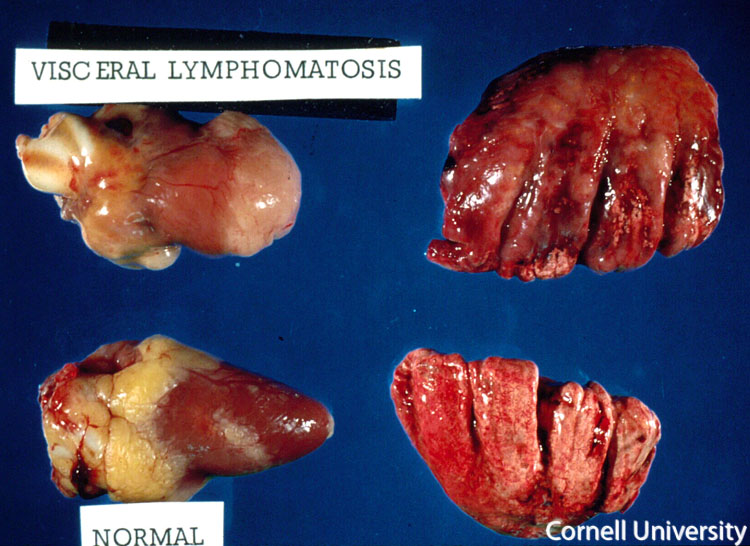 VISCERAL LYMPHOMATOSIS
NORMAL
Cornell University